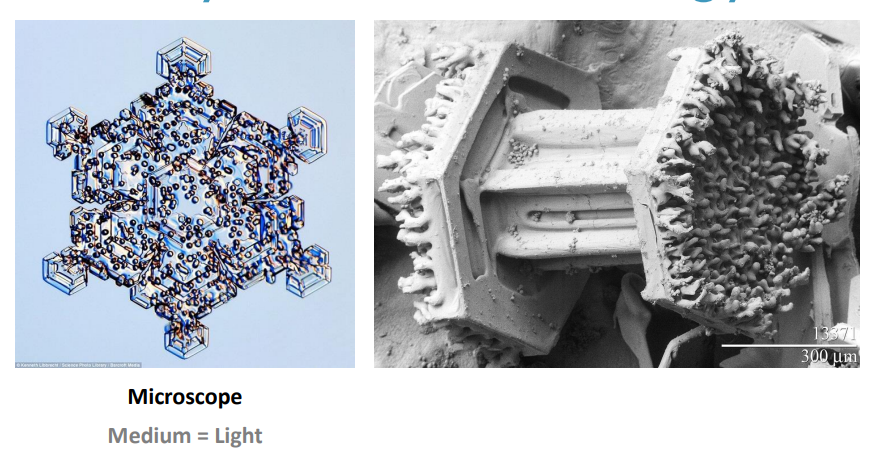 13371
300 µm
Microscope
Medium = Light